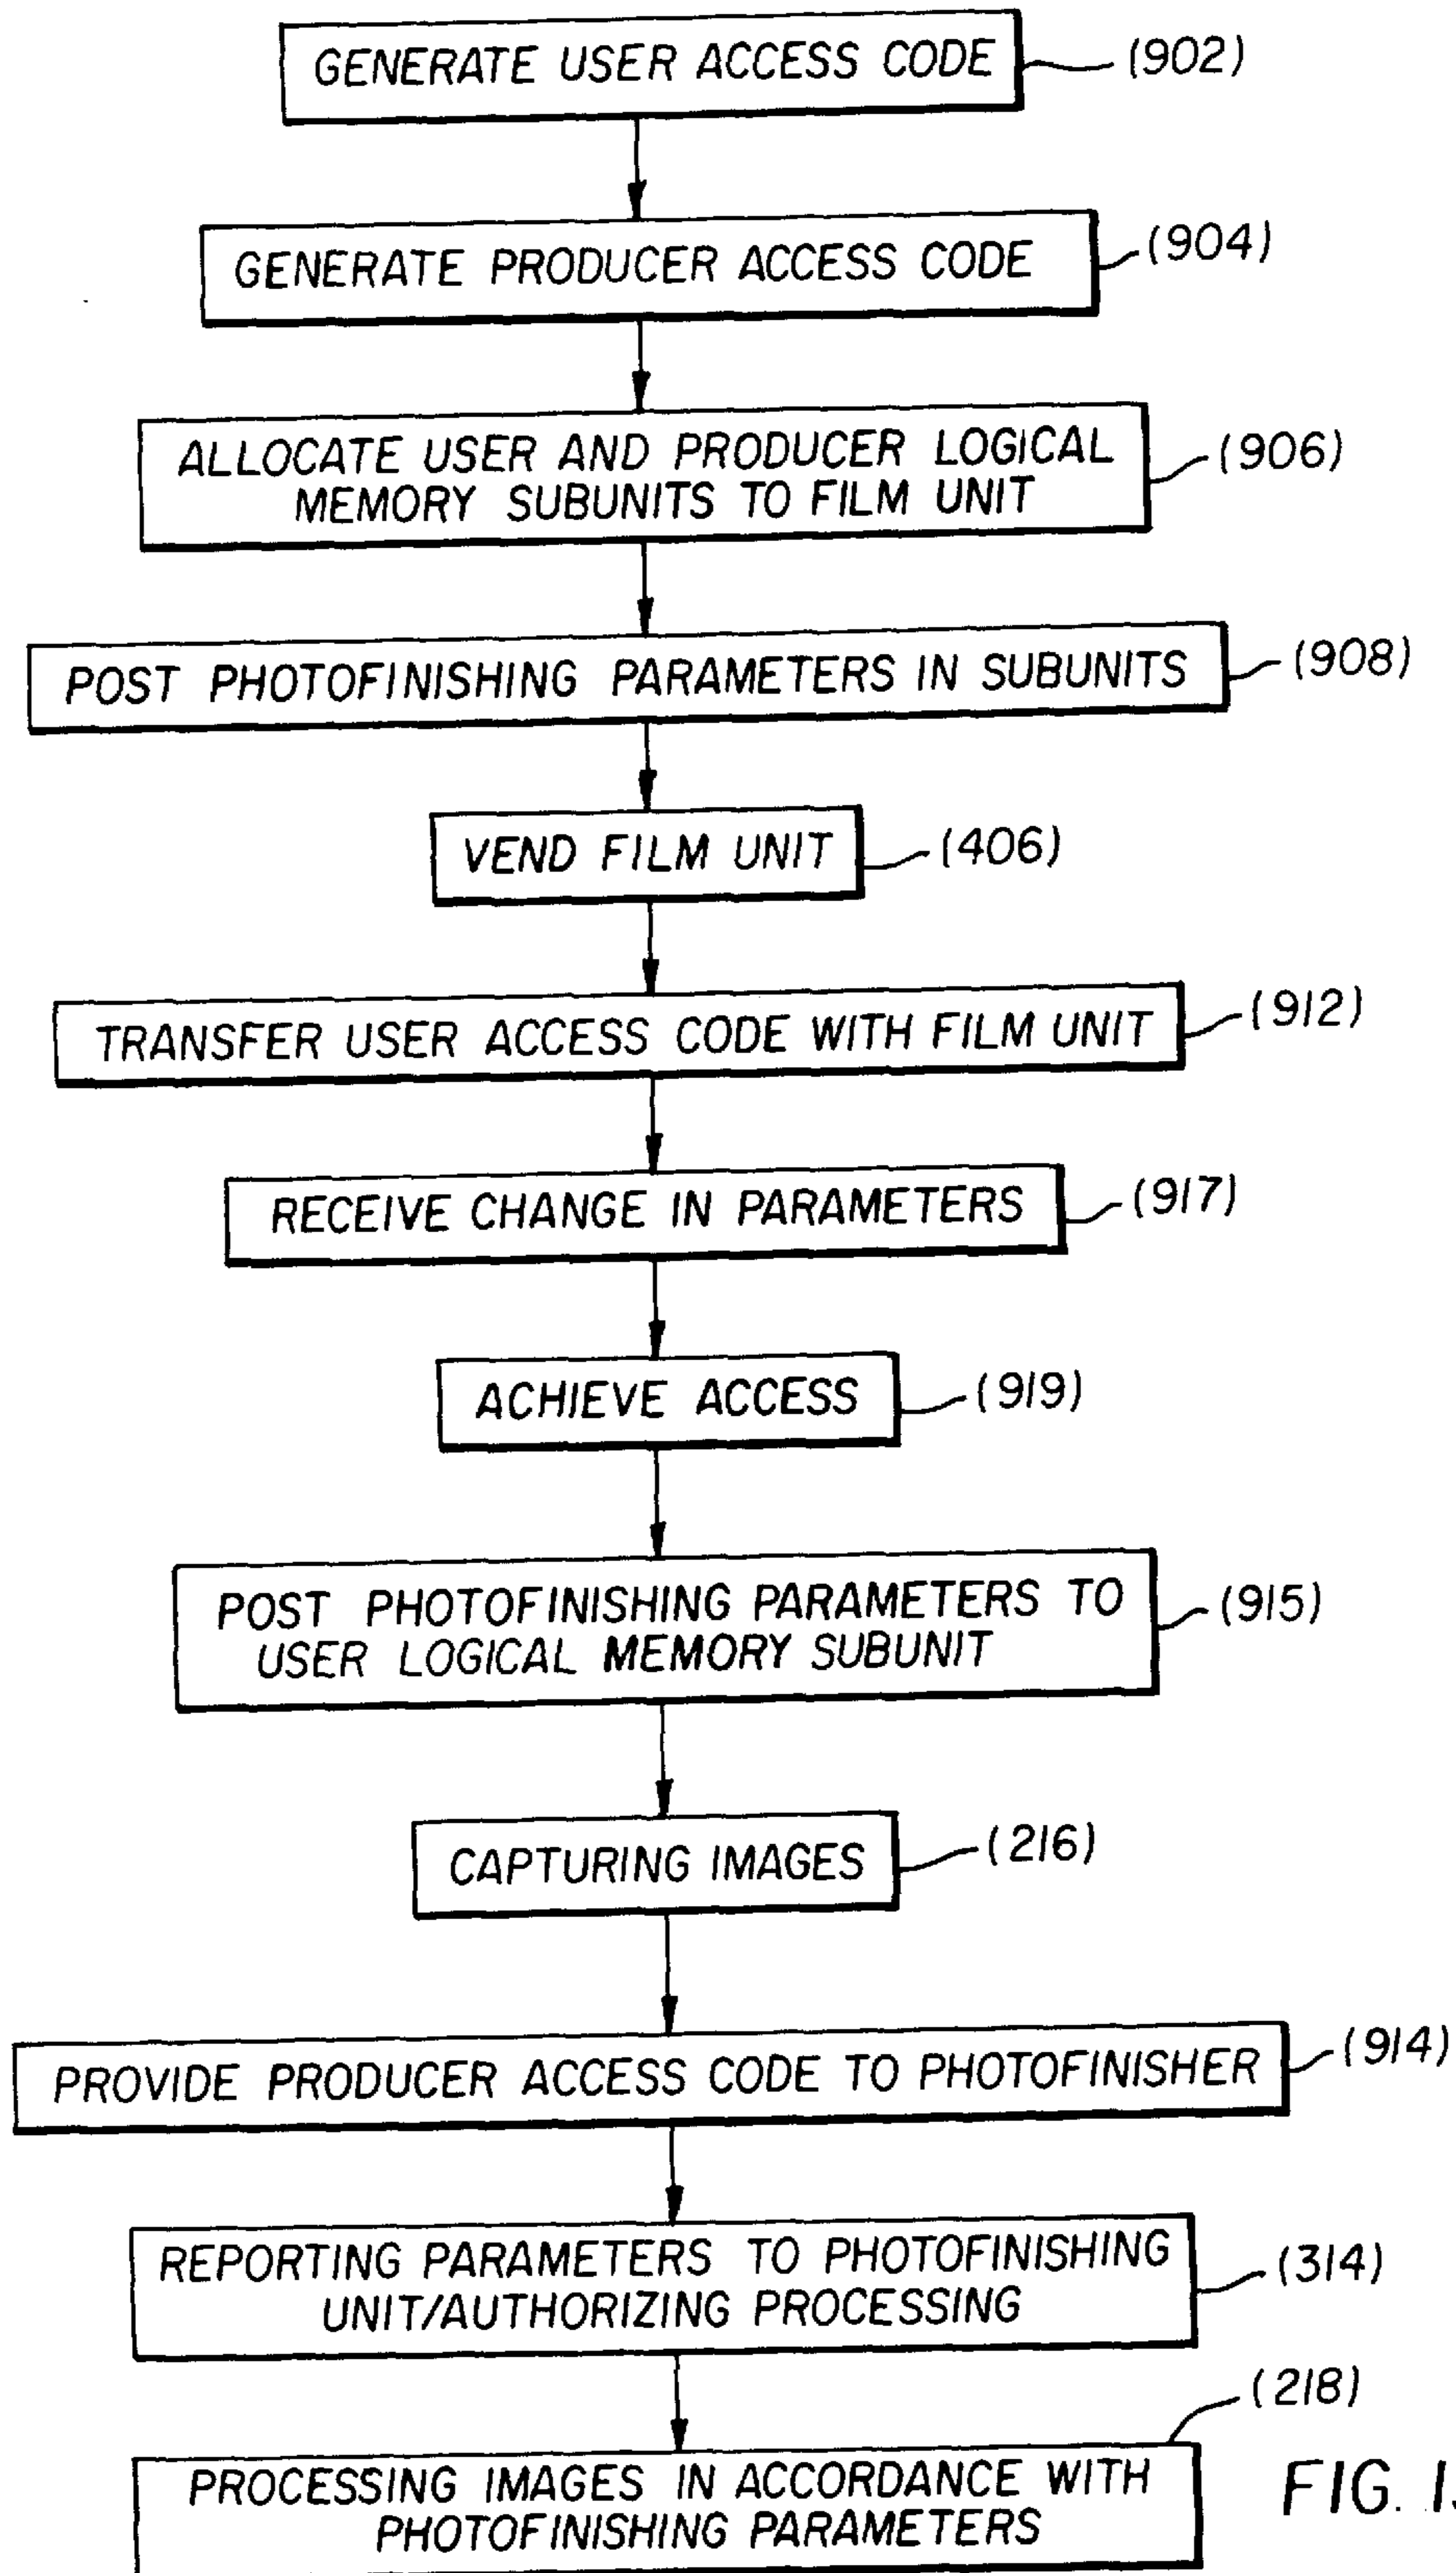 GENERATE USER ACCESS CODE (902)
GENERATE PRODUCER ACCESS CODE (904)
ALLOCATE USER AND PRODUCER LOGICAL
MEMORY SUBUNITS TO FILM UNIT (906)
POST PHOTOFINISHING PARAMETERS IN SUBUNITS (908)
VEND FILM UNIT (406)
TRANSFER USER ACCESS CODE WITH FILM UNIT (912)
RECEIVE CHANGE IN PARAMETERS (917)
ACHIEVE ACCESS (919)
POST PHOTOFINISHING PARAMETERS TO
USER LOGICAL MEMORY SUBUNIT (915)
CAPTURING IMAGES (216)
PROVIDE PRODUCER ACCESS CODE TO PHOTOFINISHER (914)
REPORTING PARAMETERS TO PHOTOFINISHING
UNIT/AUTHORIZING PROCESSING (314)
(218)
PROCESSING IMAGES IN ACCORDANCE WITH
PHOTOFINISHING PARAMETERS
FIG.